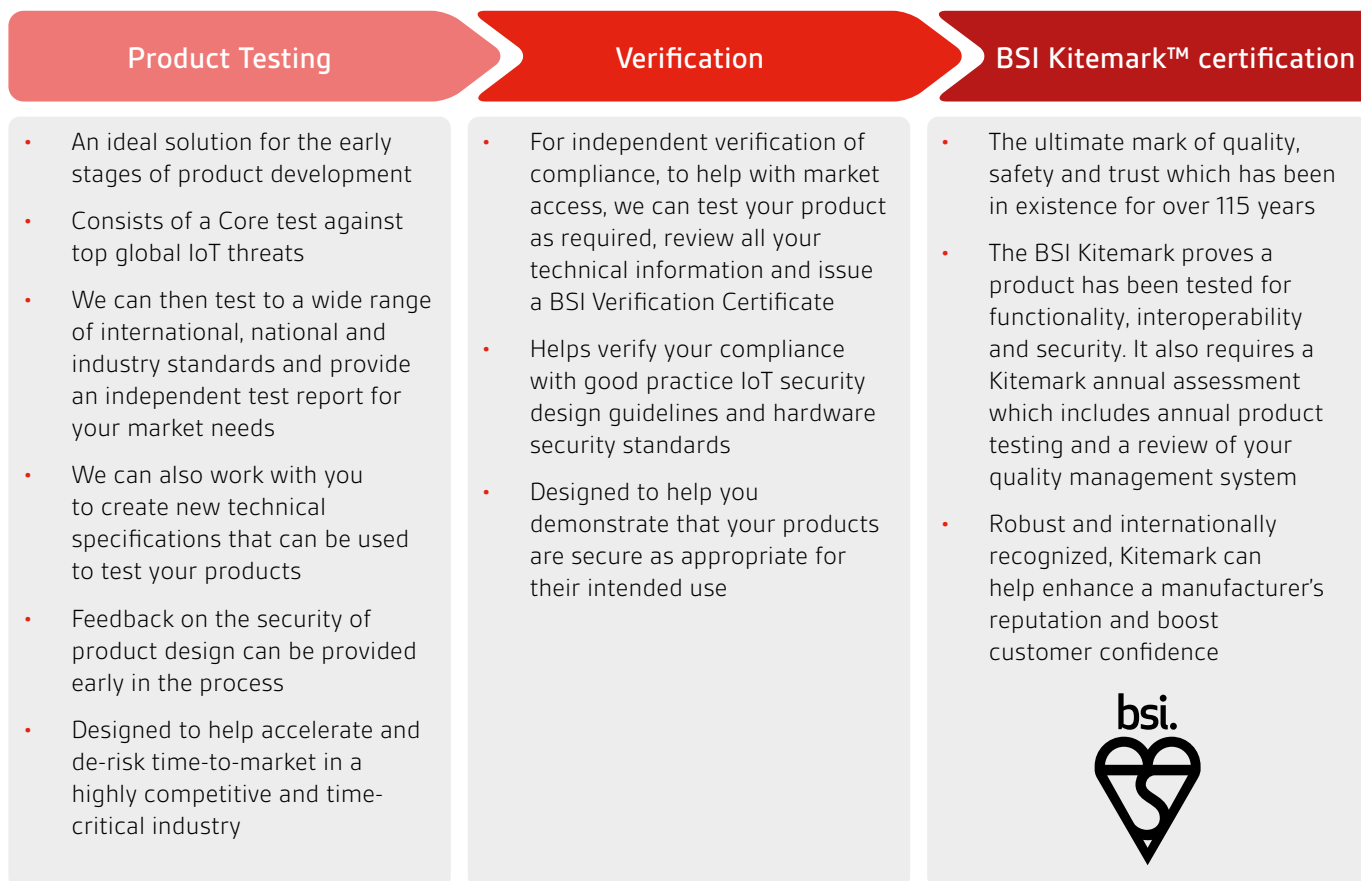 Product Testing
• An ideal solution for the early
stages of product development
• Consists of a Core test against
top global IoT threats
• We can then test to a wide range
of international, national and
industry standards and provide
an independent test report for
your market needs
• We can also work with you
to create new technical
specifications that can be used
to test your products
• Feedback on the security of
product design can be provided
early in the process
• Designed to help accelerate and
de-risk time-to-market in a
highly competitive and time-
critical industry
Verification
• For independent verification of
compliance, to help with market
access, we can test your product
as required, review all your
technical information and issue
a BSI Verification Certificate
• Helps verify your compliance
with good practice IoT security
design guidelines and hardware
security standards
• Designed to help you
demonstrate that your products
are secure as appropriate for
their intended use
BSI Kitemark™ certification
• The ultimate mark of quality,
safety and trust which has been
in existence for over 115 years
• The BSI Kitemark proves a
product has been tested for
functionality, interoperability
and security. It also requires a
Kitemark annual assessment
which includes annual product
testing and a review of your
quality management system
• Robust and internationally
recognized, Kitemark can
help enhance a manufacturer's
reputation and boost
customer confidence
bsi.